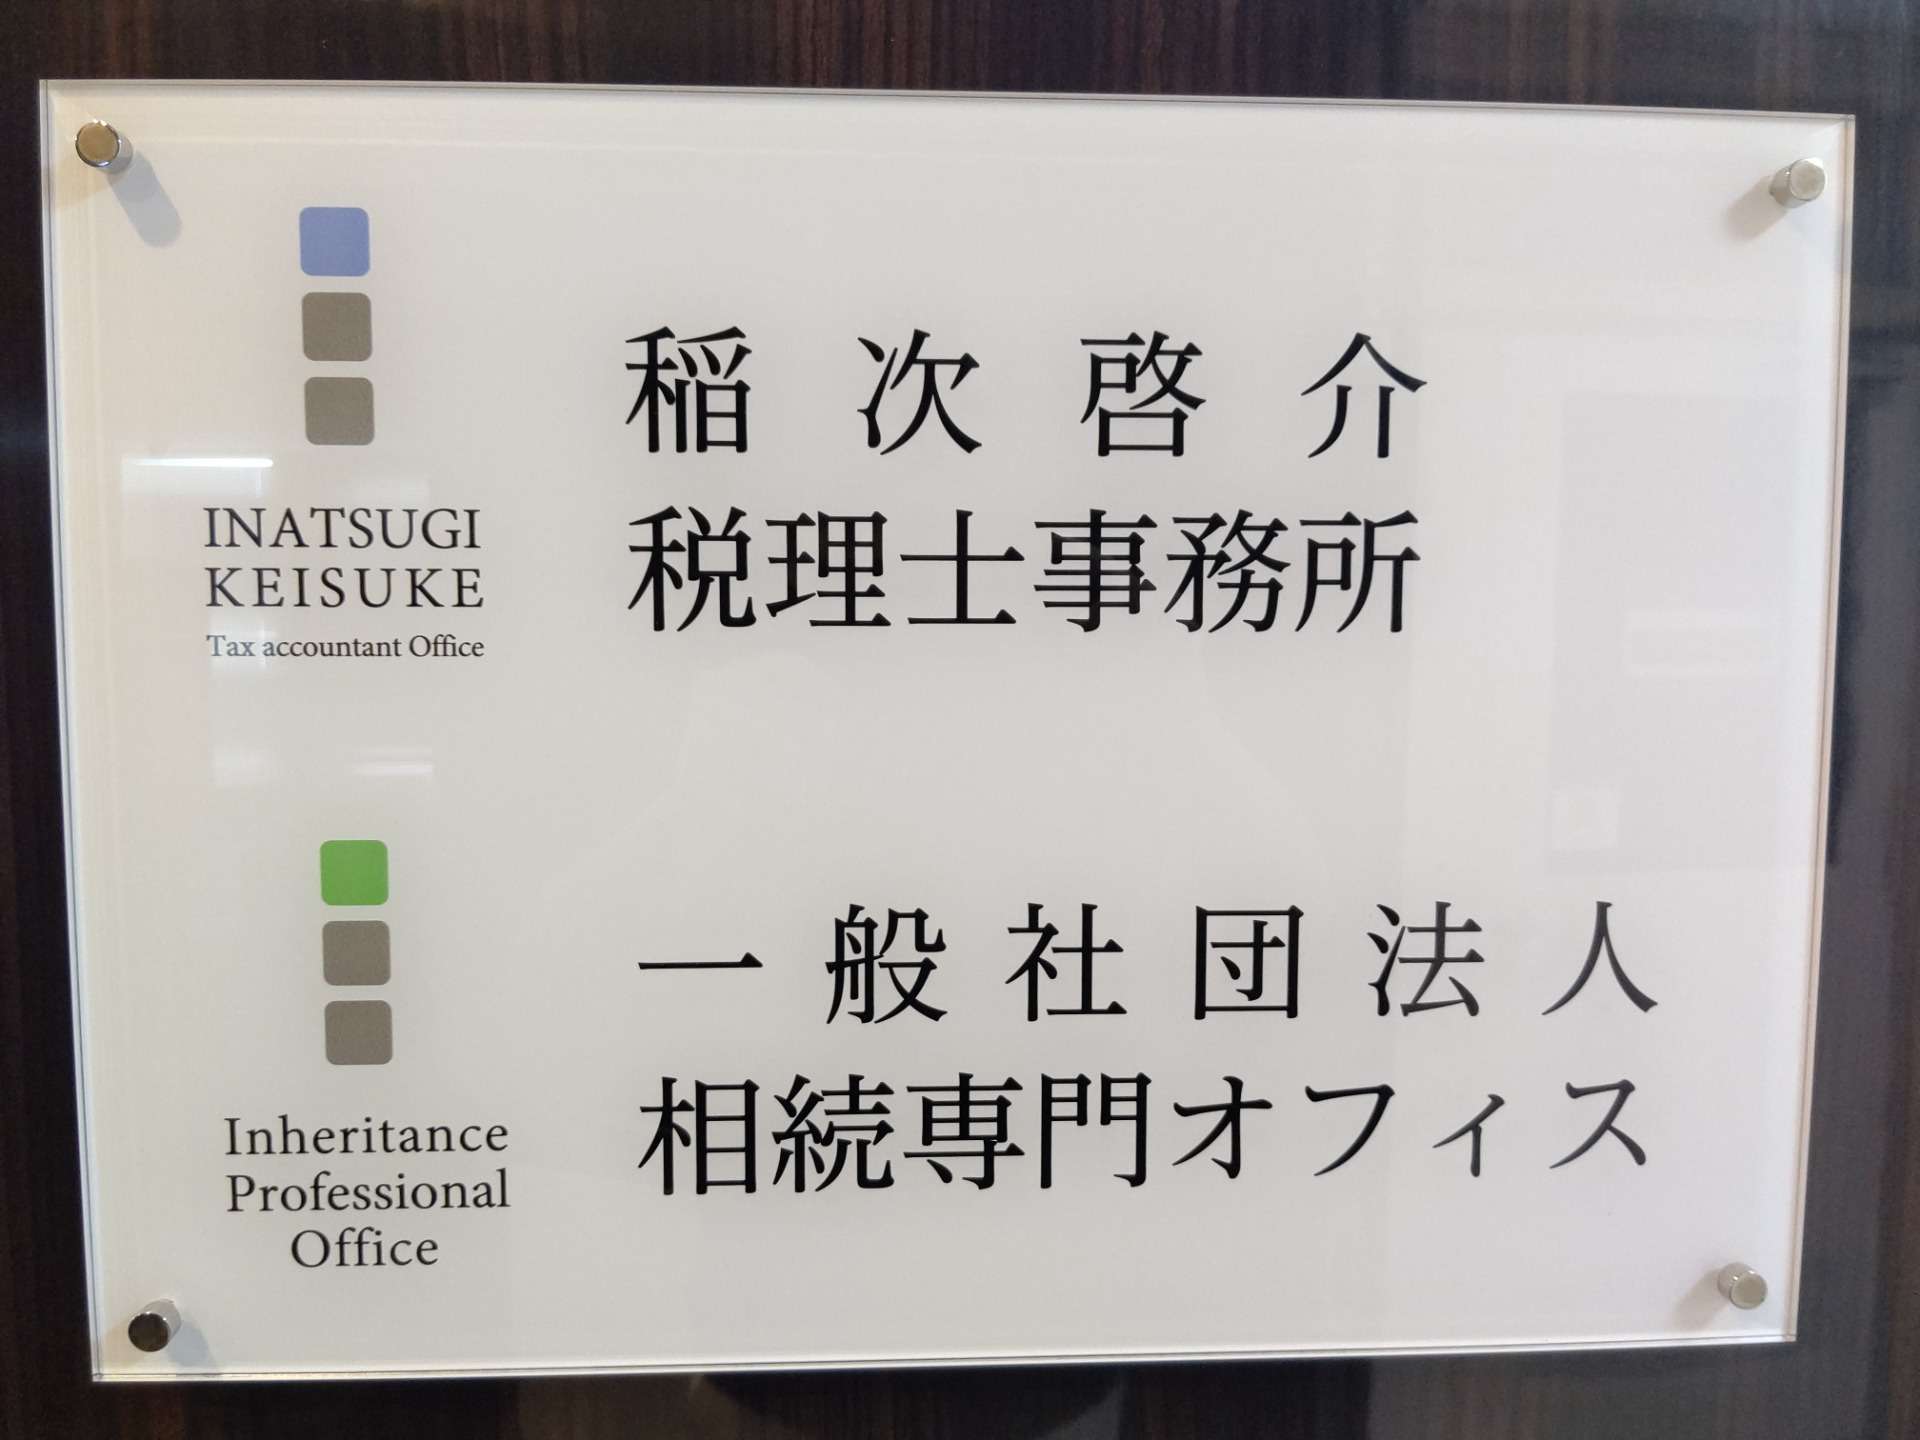 INATSUGI
KEISUKE
Tax accountant Office
稲次啓介
税理士事務所
Inheritance
Professional
Office
一般社団法人
相続専門オフィス